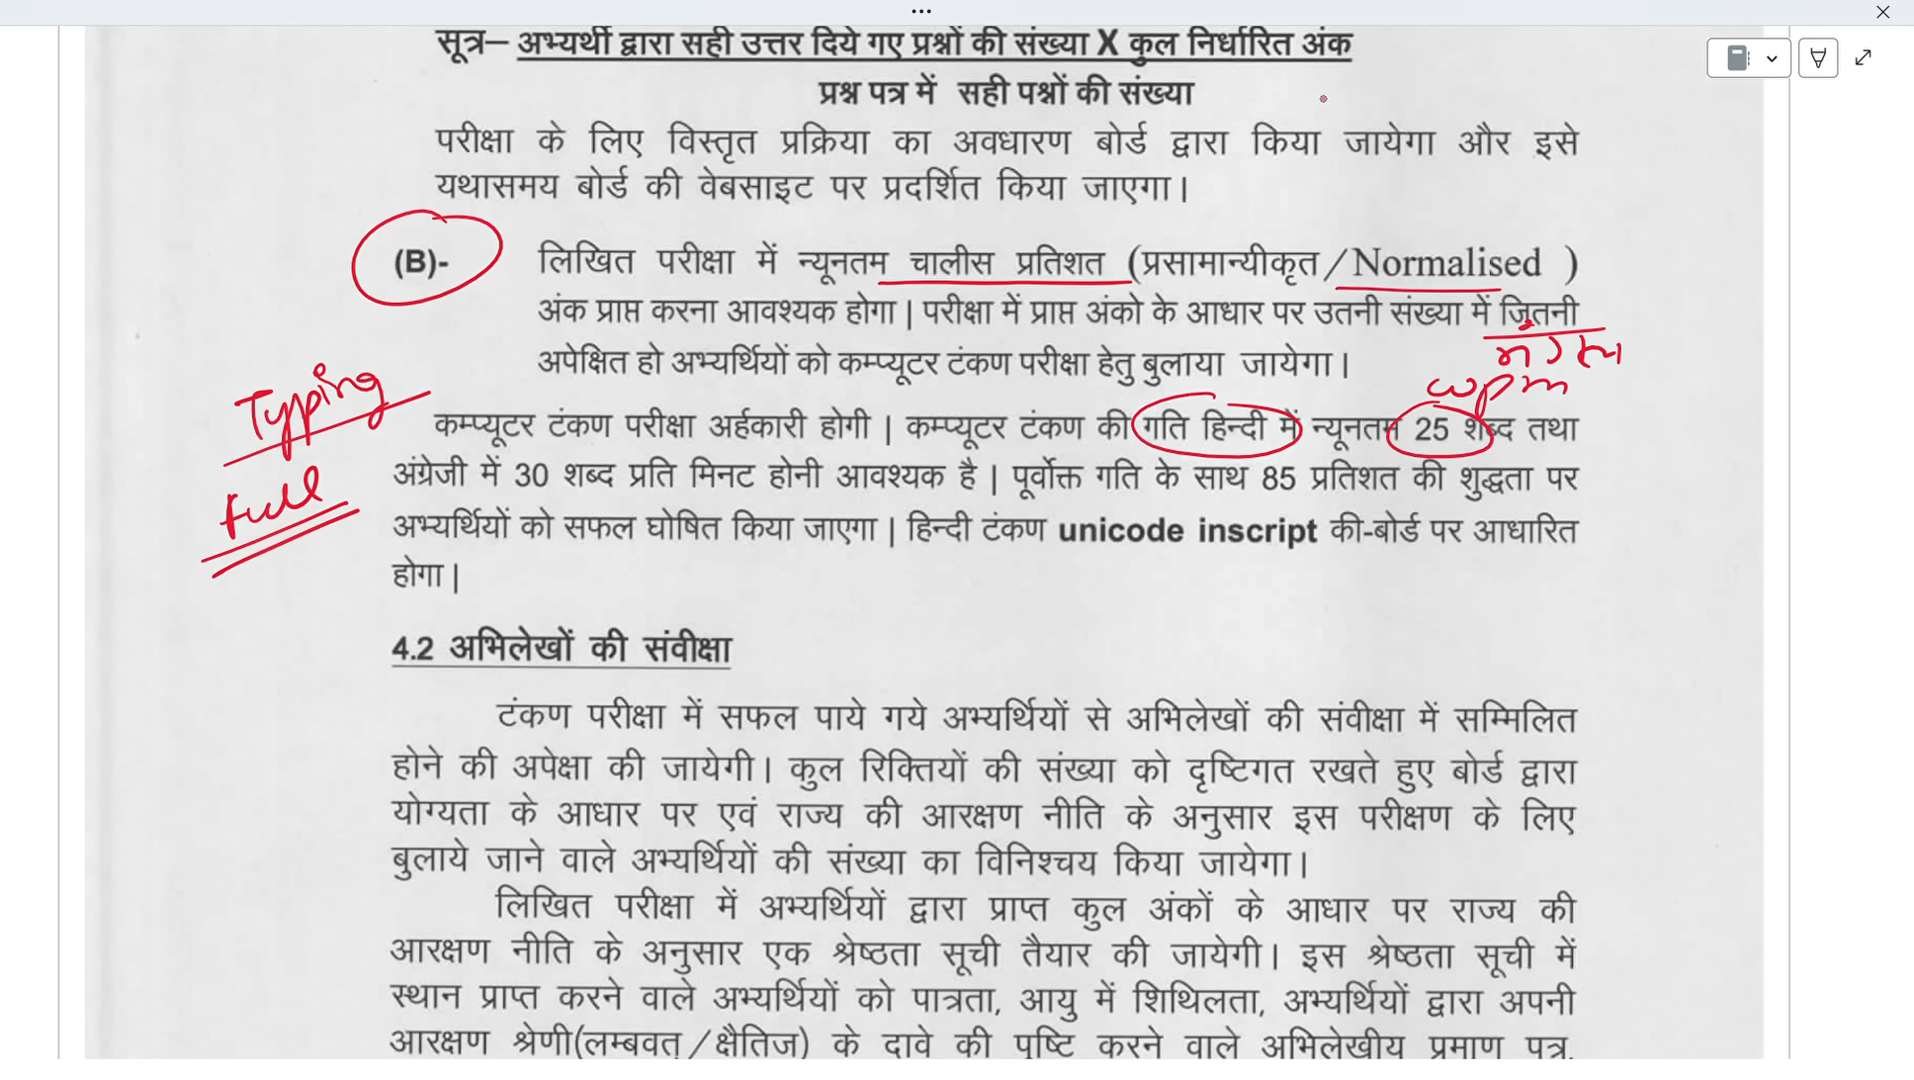 सूत्र– अभ्यर्थी द्वारा सही उत्तर दिये गए प्रश्नों की संख्या X कुल निर्धारित अंक
प्रश्न पत्र में सही पश्नों की संख्या
परीक्षा के लिए विस्तृत प्रक्रिया का अवधारण बोर्ड द्वारा किया जायेगा और इसे
यथासमय बोर्ड की वेबसाइट पर प्रदर्शित किया जाएगा।
(B)- लिखित परीक्षा में न्यूनतम चालीस प्रतिशत (प्रसामान्यीकृत/Normalised )
अंक प्राप्त करना आवश्यक होगा। परीक्षा में प्राप्त अंको के आधार पर उतनी संख्या में जितनी
अपेक्षित हो अभ्यर्थियों को कम्प्यूटर टंकण परीक्षा हेतु बुलाया जायेगा।
wpm
Typing
कम्प्यूटर टंकण परीक्षा अर्हकारी होगी। कम्प्यूटर टंकण की गति हिन्दी में न्यूनतम 25 शब्द तथा
अंग्रेजी में 30 शब्द प्रति मिनट होनी आवश्यक है। पूर्वोक्त गति के साथ 85 प्रतिशत की शुद्धता पर
Full
अभ्यर्थियों को सफल घोषित किया जाएगा। हिन्दी टंकण unicode inscript की-बोर्ड पर आधारित
होगा।
4.2 अभिलेखों की संवीक्षा
टंकण परीक्षा में सफल पाये गये अभ्यर्थियों से अभिलेखों की संवीक्षा में सम्मिलित
होने की अपेक्षा की जायेगी। कुल रिक्तियों की संख्या को दृष्टिगत रखते हुए बोर्ड द्वारा
योग्यता के आधार पर एवं राज्य की आरक्षण नीति के अनुसार इस परीक्षण के लिए
बुलाये जाने वाले अभ्यर्थियों की संख्या का विनिश्चय किया जायेगा।
लिखित परीक्षा में अभ्यर्थियों द्वारा प्राप्त कुल अंकों के आधार पर राज्य की
आरक्षण नीति के अनुसार एक श्रेष्ठता सूची तैयार की जायेगी। इस श्रेष्ठता सूची में
स्थान प्राप्त करने वाले अभ्यर्थियों को पात्रता, आयु में शिथिलता, अभ्यर्थियों द्वारा अपनी
आरक्षण श्रेणी(लम्बवत्/क्षैतिज) के दावे की पुष्टि करने वाले अभिलेखीय प्रमाण पत्र,